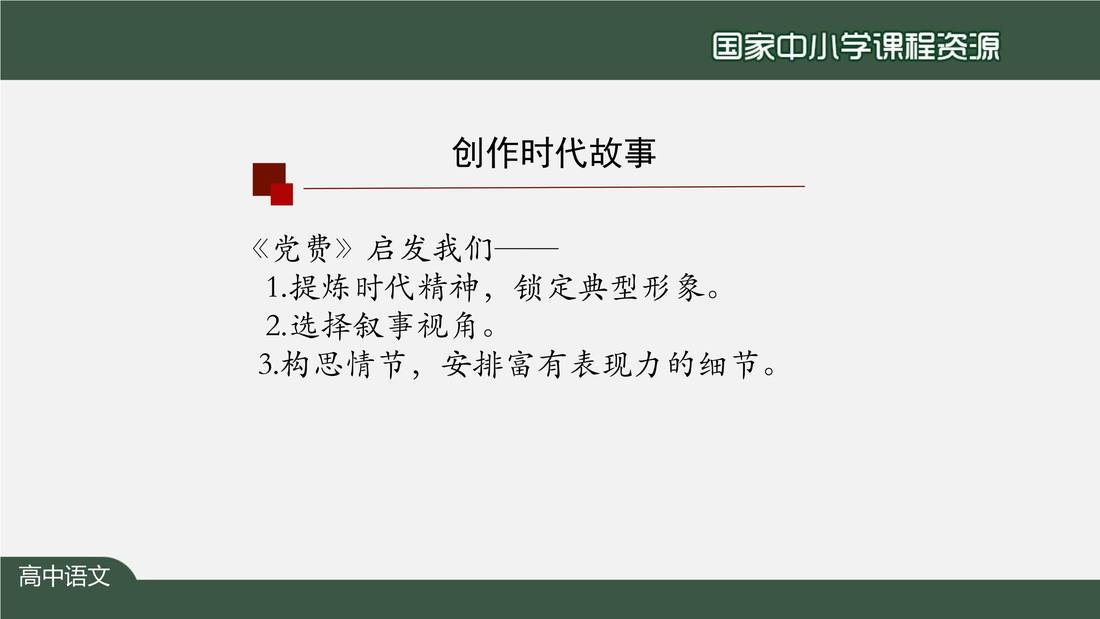 国家中小学课程资源
创作时代故事
《党费》启发我们——
1.提炼时代精神，锁定典型形象。
2.选择叙事视角。
3.构思情节，安排富有表现力的细节。
高中语文